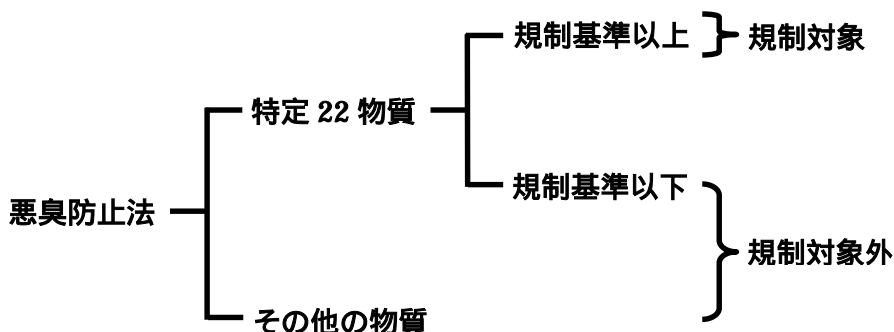 規制基準以上
規制対象
特定 22 物質
規制基準以下
悪臭防止法
規制対象外
その他の物質